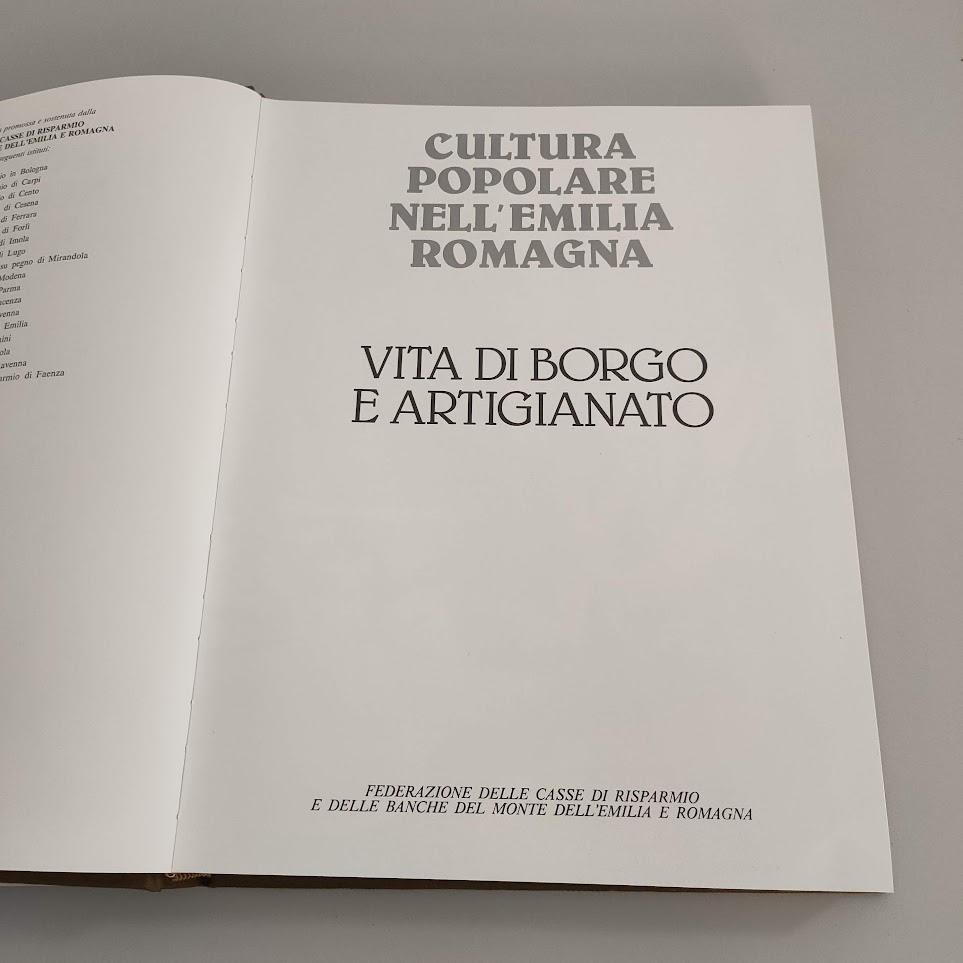 promossa e sostenuta dalla
CASSE DI RISPARMIO
DELL'EMILIA E ROMAGNA
seguenti istituti:
in Bologna
di Carpi
di Cento
di Cesena
di Ferrara
di Forlì
di Imola
di Lugo
su pegno di Mirandola
Modena
Parma
Emilia
di Faenza
CULTURA
POPOLARE
NELL'EMILIA
ROMAGNA
VITA DI BORGO
E ARTIGIANATO
FEDERAZIONE DELLE CASSE DI RISPARMIO
E DELLE BANCHE DEL MONTE DELL'EMILIA E ROMAGNA